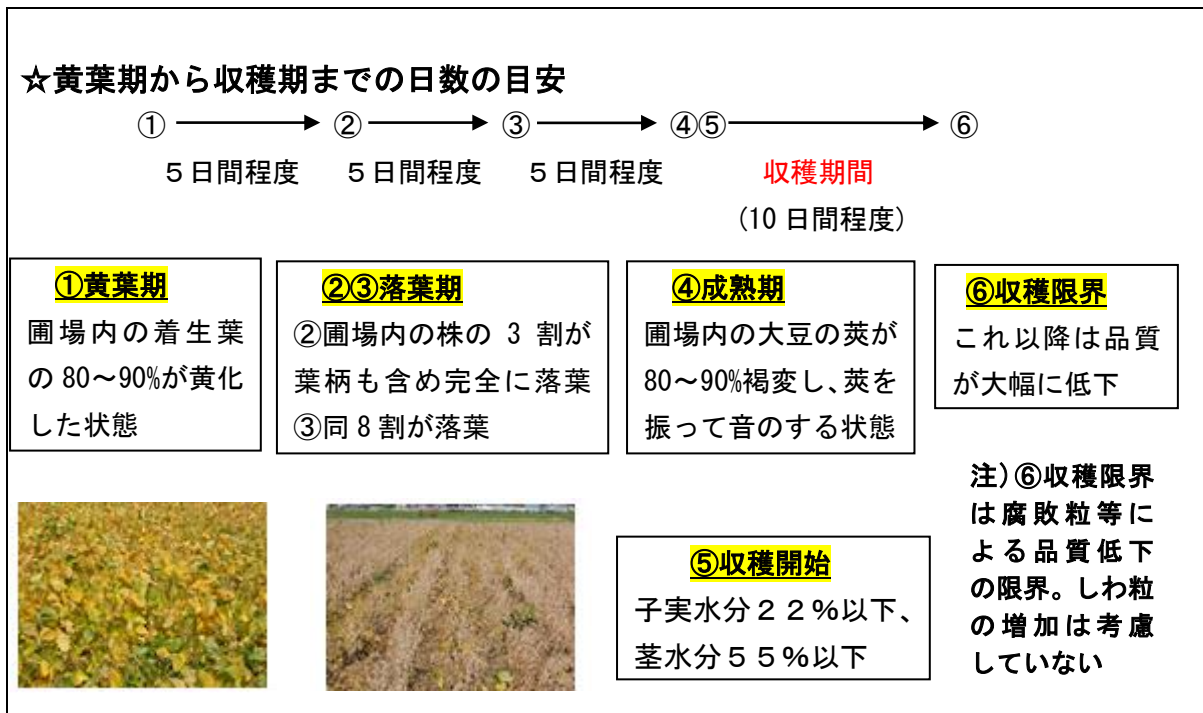 ☆黄葉期から収穫期までの日数の目安
① ② ③ ④⑤ ⑥
５日間程度 ５日間程度 ５日間程度 収穫期間
(10 日間程度)
①黄葉期
圃場内の着生葉
の 80～90%が黄化
した状態
②③落葉期
②圃場内の株の 3 割が
葉柄も含め完全に落葉
③同 8 割が落葉
④成熟期
圃場内の大豆の莢が
80～90%褐変し、莢を
振って音のする状態
⑥収穫限界
これ以降は品質
が大幅に低下
⑤収穫開始
子実水分２２％以下、
茎水分５５％以下
注）⑥収穫限界
は腐敗粒等に
よる品質低下
の限界。しわ粒
の増加は考慮
していない